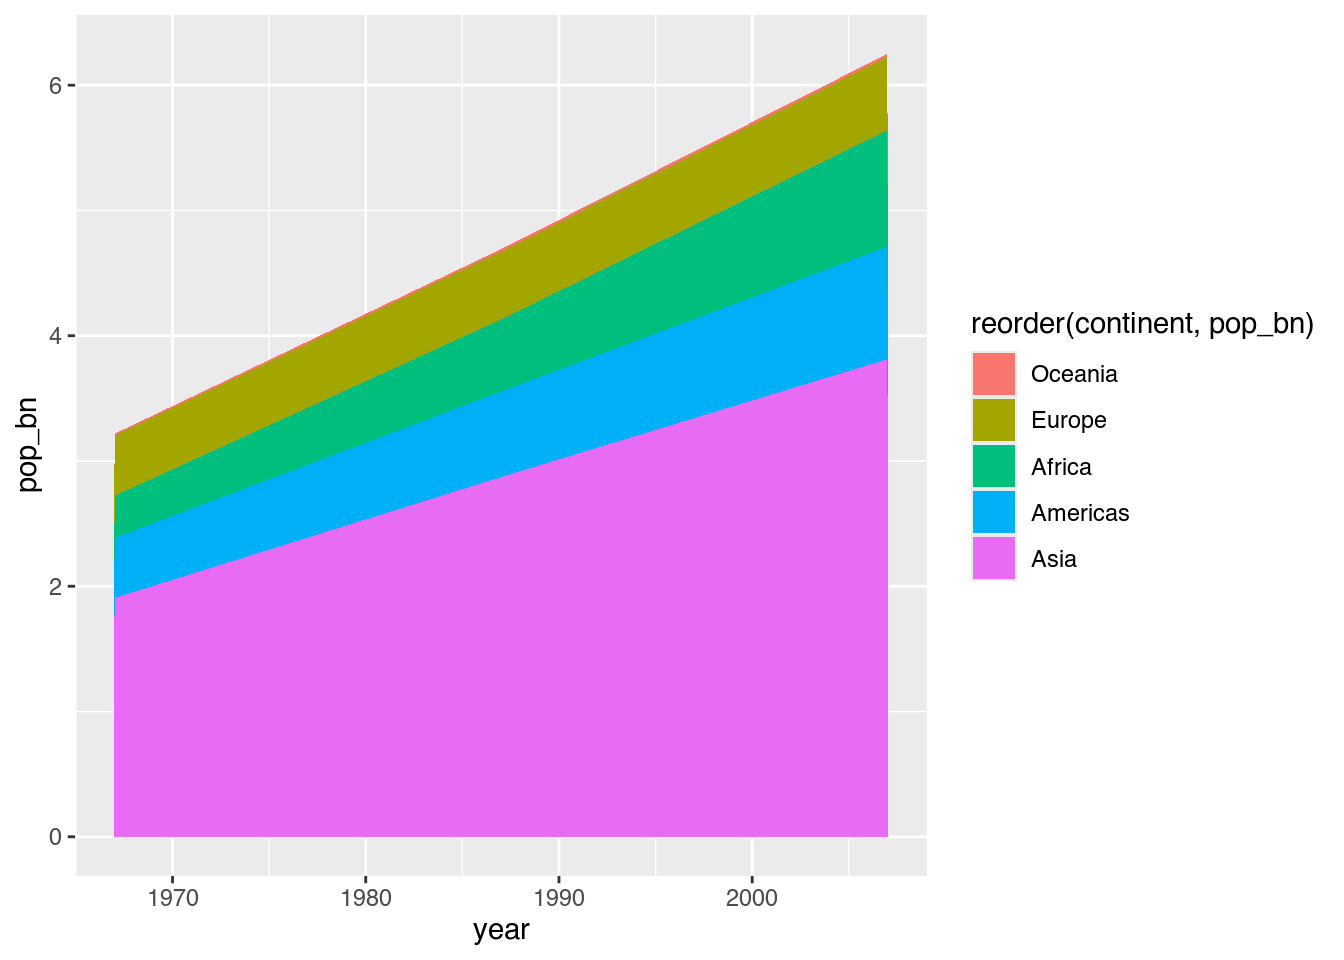 6
4
2
0
pop_bn
1970 1980 1990 2000
year
reorder(continent, pop_bn)
Oceania
Europe
Africa
Americas
Asia